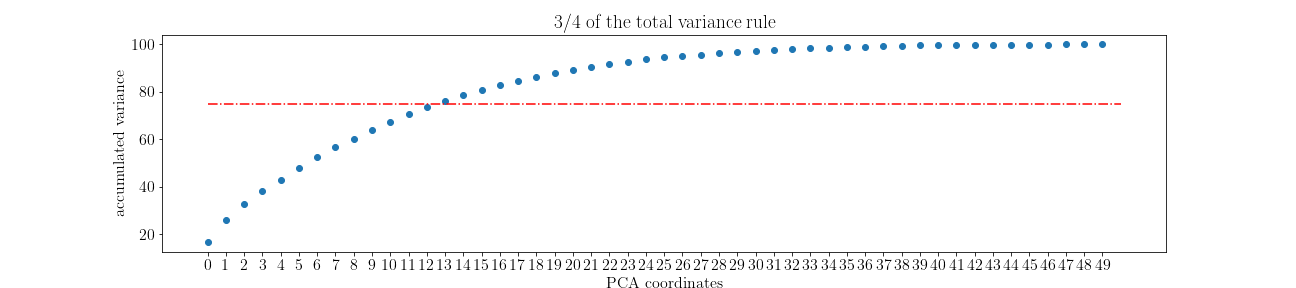 3/4 of the total variance rule
100
80
60
40
20
accumulated variance
0 1 2 3 4 5 6 7 8 9 10 11 12 13 14 15 16 17 18 19 20 21 22 23 24 25 26 27 28 29 30 31 32 33 34 35 36 37 38 39 40 41 42 43 44 45 46 47 48 49
PCA coordinates